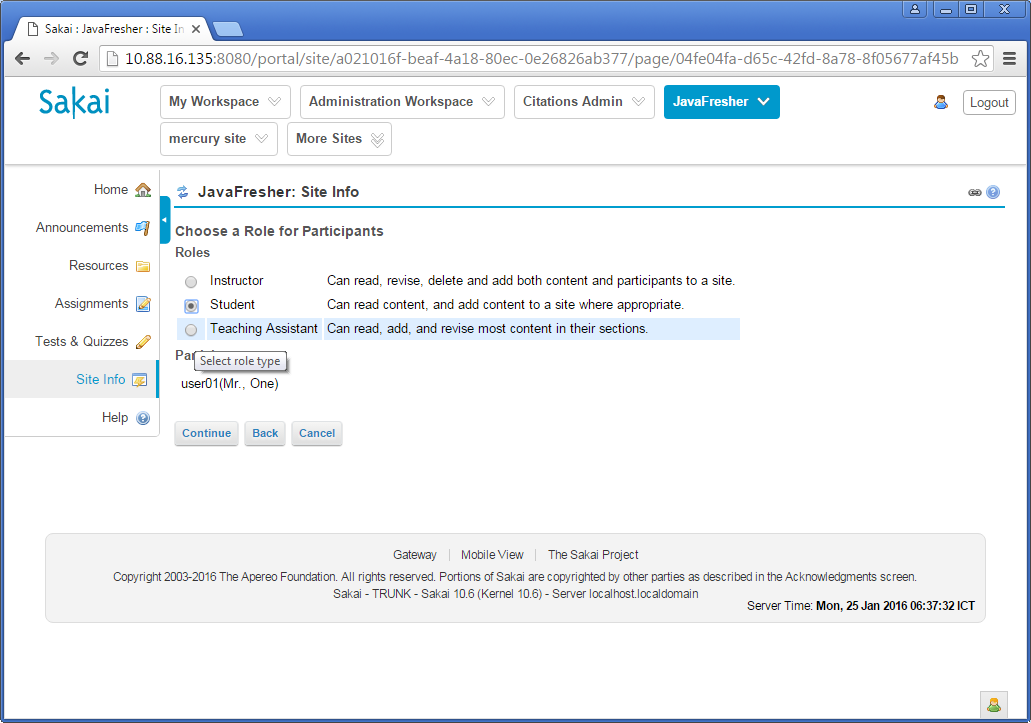 Sakai : JavaFresher : Site In
10.88.16.135:8080/portal/site/a021016f-beaf-4a18-80ec-0e26826ab377/page/04fe04fa-d65c-42fd-8a78-8f05677af45b
Sakai
My Workspace
Administration Workspace
Citations Admin
JavaFresher
Logout
mercury site
More Sites
Home
Announcements
Resources
Assignments
Tests & Quizzes
Site Info
Help
JavaFresher: Site Info
Choose a Role for Participants
Roles
Instructor Can read, revise, delete and add both content and participants to a site.
Student Can read content, and add content to a site where appropriate.
Teaching Assistant Can read, add, and revise most content in their sections.
Select role type
user01(Mr., One)
Continue Back Cancel
Gateway | Mobile View | The Sakai Project
Copyright 2003-2016 The Apereo Foundation. All rights reserved. Portions of Sakai are copyrighted by other parties as described in the Acknowledgments screen.
Sakai - TRUNK - Sakai 10.6 (Kernel 10.6) - Server localhost.localdomain
Server Time: Mon, 25 Jan 2016 06:37:32 ICT